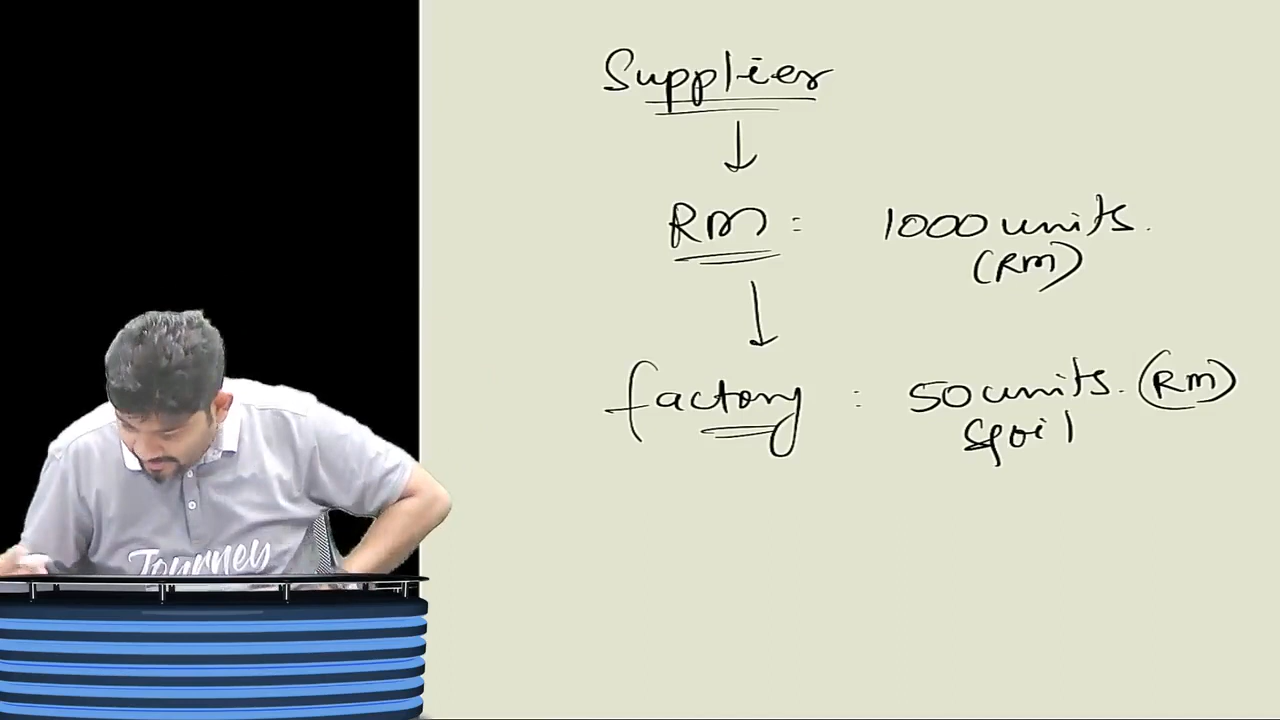 Supplier
↓
RM : 1000 units.
(RM)
↓
factory : 50 units. (RM)
spoil
Journey